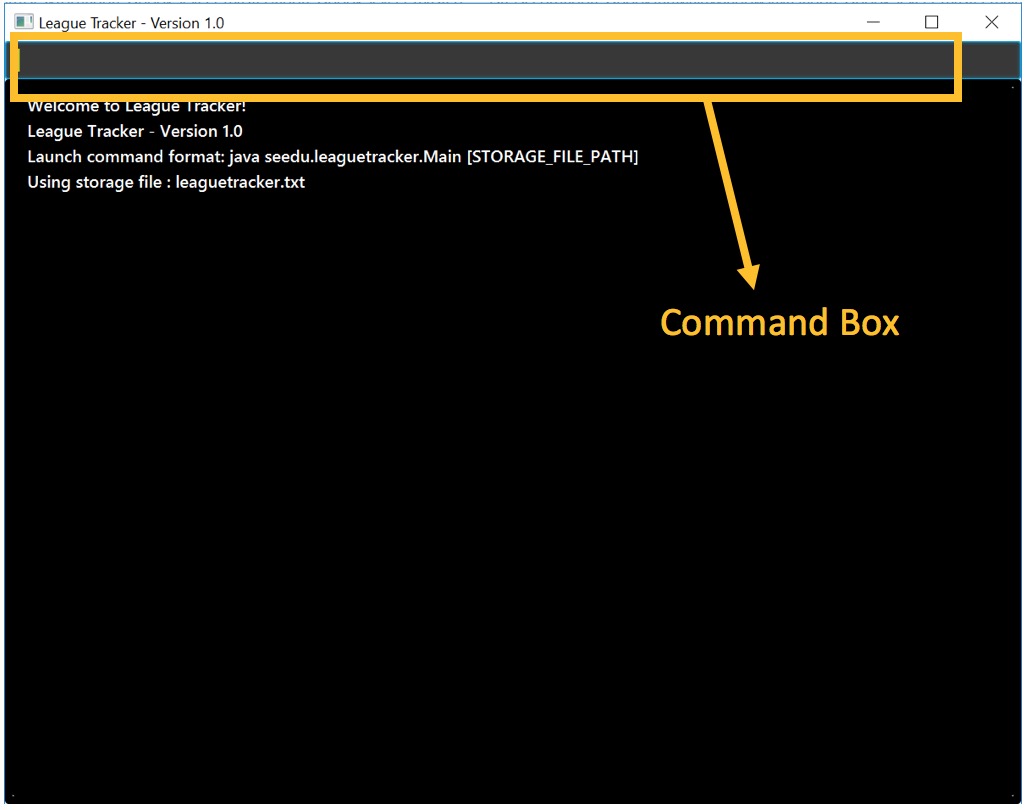 League Tracker - Version 1.0
Welcome to League Tracker!
League Tracker - Version 1.0
Launch command format: java seedu.leaguetracker.Main [STORAGE_FILE_PATH]
Using storage file : leaguetracker.txt
Command Box